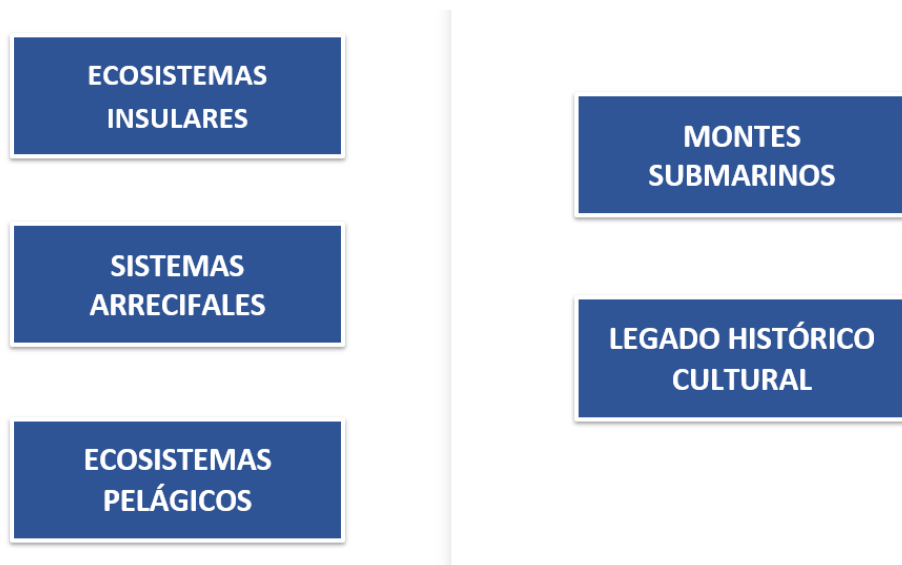 ECOSISTEMAS
INSULARES
SISTEMAS
ARRECIFALES
ECOSISTEMAS
PELÁGICOS
MONTES
SUBMARINOS
LEGADO HISTÓRICO
CULTURAL